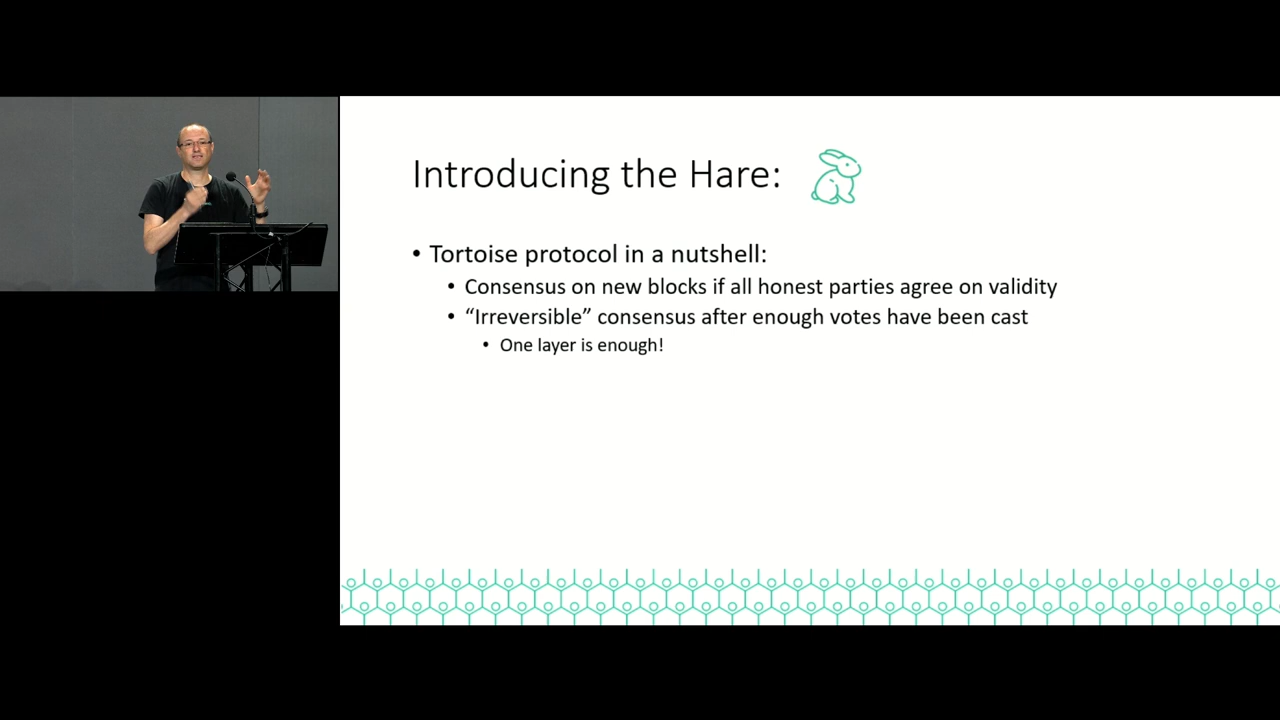 Introducing the Hare:
• Tortoise protocol in a nutshell:
• Consensus on new blocks if all honest parties agree on validity
• “Irreversible” consensus after enough votes have been cast
• One layer is enough!